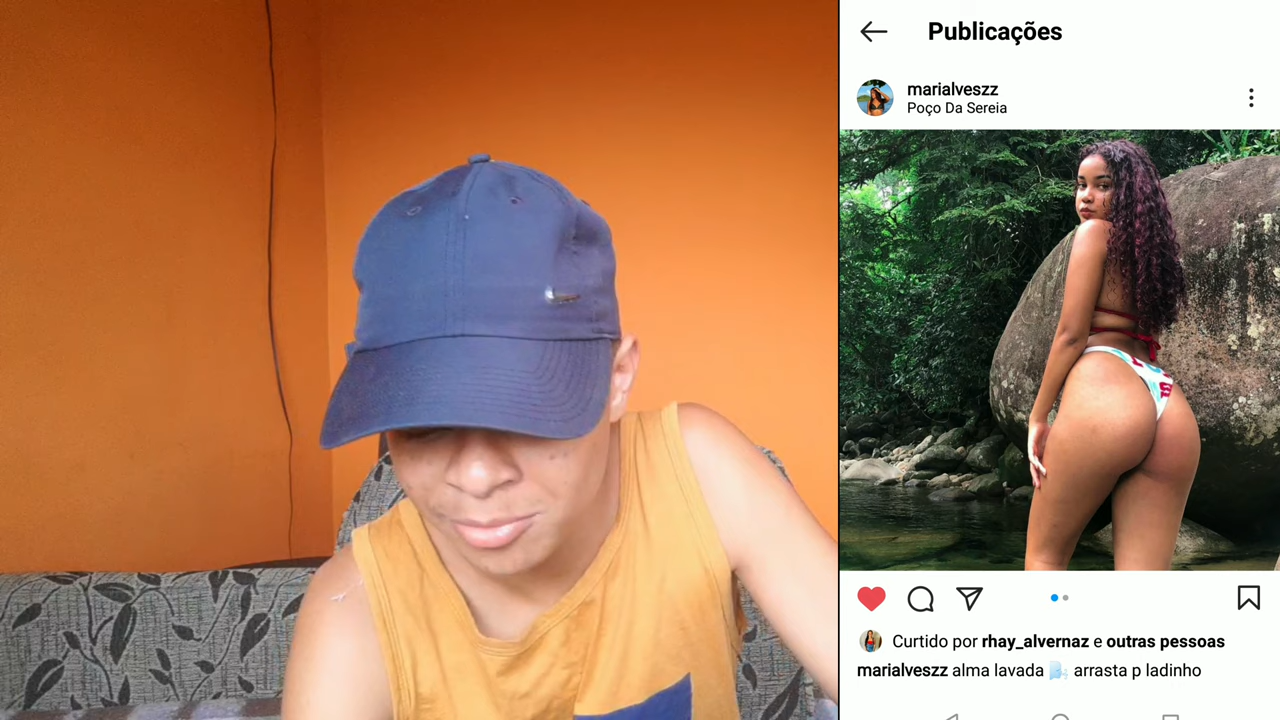 Publicações
marialveszz
Poço Da Sereia
Curtido por rhay_alvernaz e outras pessoas
marialveszz alma lavada 🌬️ arrasta p ladinho